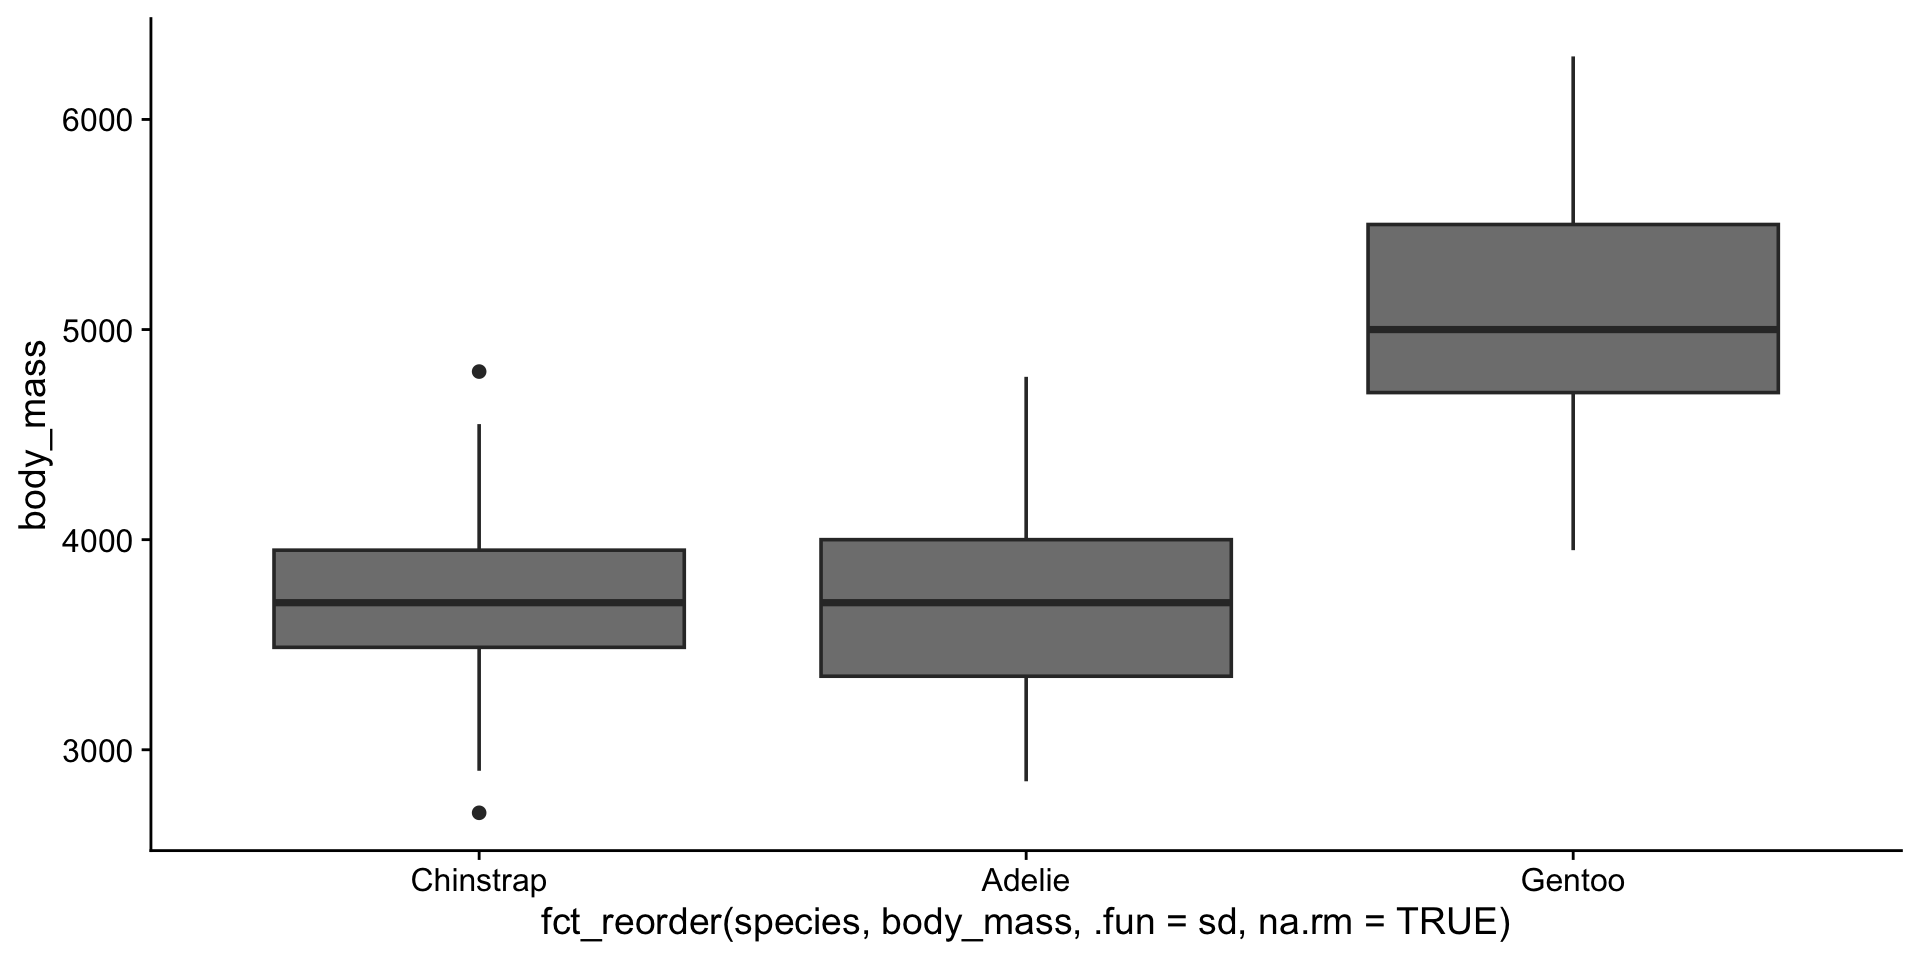 body_mass
6000
5000
4000
3000
Chinstrap Adelie Gentoo
fct_reorder(species, body_mass, .fun = sd, na.rm = TRUE)